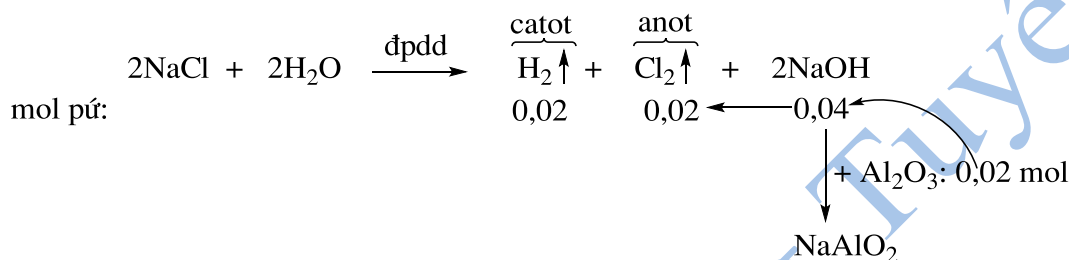 catot anot
đpdd
2NaCl + 2H₂O → H₂↑ + Cl₂↑ + 2NaOH
mol pứ: 0,02 0,02 ← 0,04
+ Al₂O₃: 0,02 mol
NaAlO₂
Tuyế